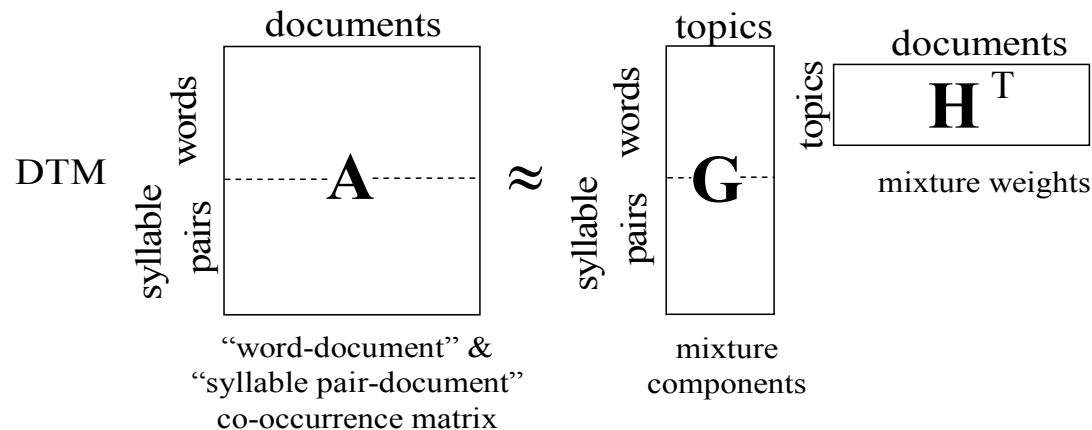 documents
topics
documents
DTM
words
syllable
pairs
A
≈
words
syllable
pairs
G
topics
H T
mixture weights
“word-document” &
“syllable pair-document”
co-occurrence matrix
mixture
components